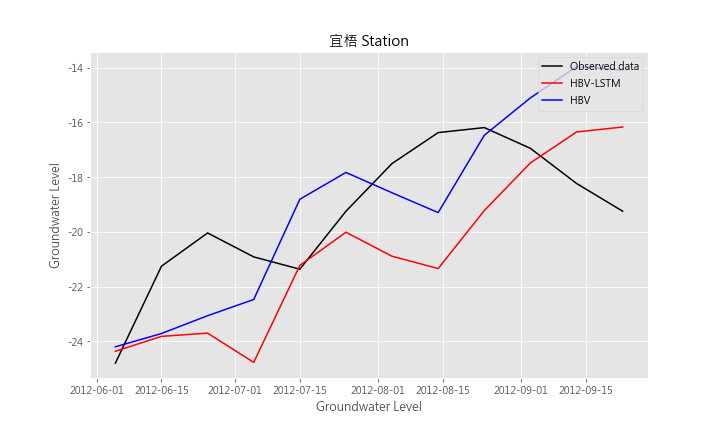 宜梧 Station
Observed data
HBV-LSTM
HBV
Groundwater Level
-14
-16
-18
-20
-22
-24
2012-06-01 2012-06-15 2012-07-01 2012-07-15 2012-08-01 2012-08-15 2012-09-01 2012-09-15
Groundwater Level